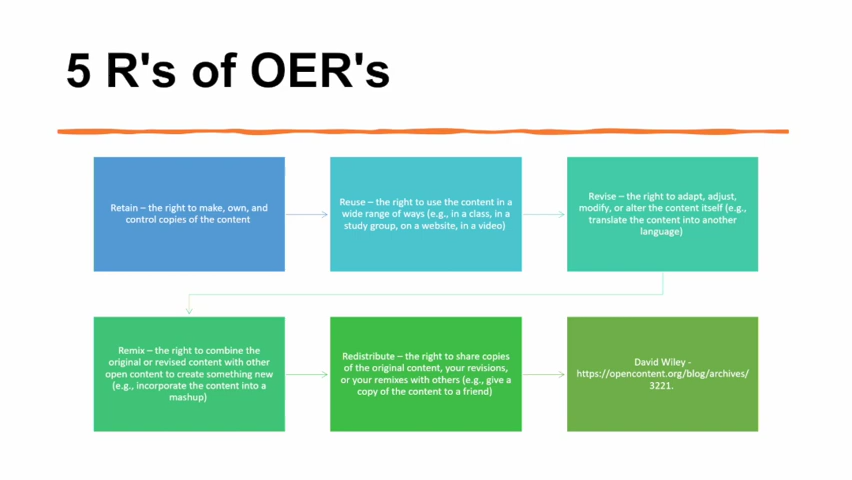 5 R's of OER's
Retain – the right to make, own, and
control copies of the content
Reuse – the right to use the content in a
wide range of ways (e.g., in a class, in a
study group, on a website, in a video)
Revise – the right to adapt, adjust,
modify, or alter the content itself (e.g.,
translate the content into another
language)
Remix – the right to combine the
original or revised content with other
open content to create something new
(e.g., incorporate the content into a
mashup)
Redistribute – the right to share copies
of the original content, your revisions,
or your remixes with others (e.g., give a
copy of the content to a friend)
David Wiley -
https://opencontent.org/blog/archives/
3221.